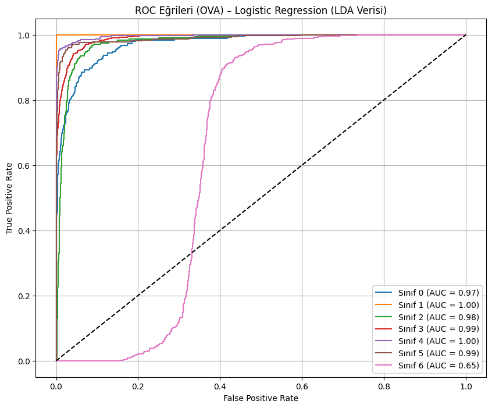 ROC Eğrileri (OVA) – Logistic Regression (LDA Verisi)
True Positive Rate
1.0
0.8
0.6
0.4
0.2
0.0
0.0 0.2 0.4 0.6 0.8 1.0
False Positive Rate
Sınıf 0 (AUC = 0.97)
Sınıf 1 (AUC = 1.00)
Sınıf 2 (AUC = 0.98)
Sınıf 3 (AUC = 0.99)
Sınıf 4 (AUC = 1.00)
Sınıf 5 (AUC = 0.99)
Sınıf 6 (AUC = 0.65)